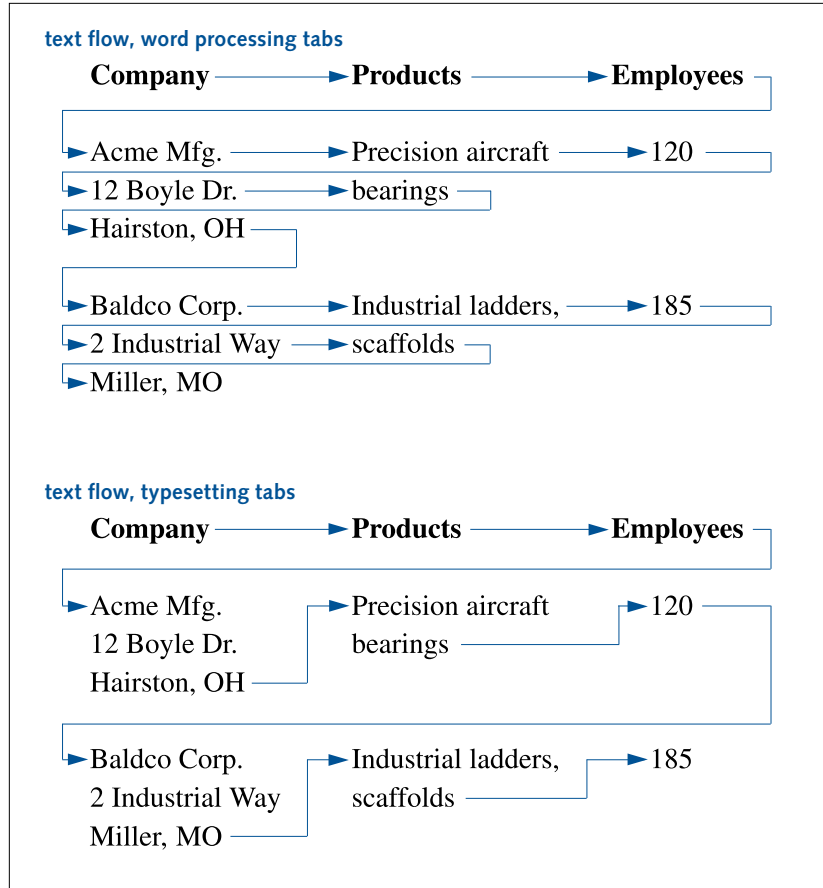 text flow, word processing tabs
Company Products Employees
Acme Mfg. Precision aircraft 120
12 Boyle Dr. bearings
Hairston, OH
Baldco Corp. Industrial ladders, 185
2 Industrial Way scaffolds
Miller, MO
text flow, typesetting tabs
Company Products Employees
Acme Mfg. Precision aircraft 120
12 Boyle Dr. bearings
Hairston, OH
Baldco Corp. Industrial ladders, 185
2 Industrial Way scaffolds
Miller, MO